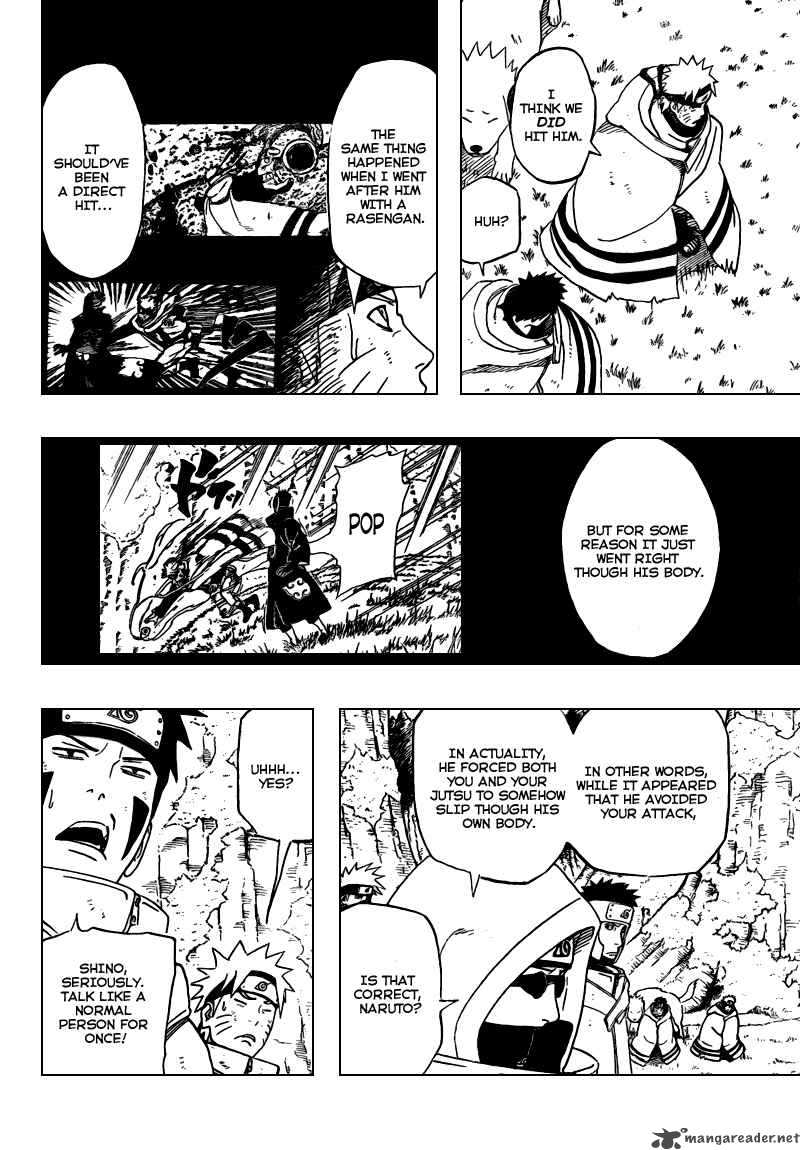 I
THINK WE
DID
HIT HIM.
HUH?
THE
SAME THING
HAPPENED
WHEN I WENT
AFTER HIM
WITH A
RASENGAN.
IT
SHOULD'VE
BEEN
A DIRECT
HIT...
BUT FOR SOME
REASON IT JUST
WENT RIGHT
THOUGH HIS BODY.
POP
ドドッ
IN OTHER WORDS,
WHILE IT APPEARED
THAT HE AVOIDED
YOUR ATTACK,
IN ACTUALITY,
HE FORCED BOTH
YOU AND YOUR
JUTSU TO SOMEHOW
SLIP THOUGH HIS
OWN BODY.
IS THAT
CORRECT,
NARUTO?
UHHH...
YES?
SHINO,
SERIOUSLY.
TALK LIKE A
NORMAL
PERSON FOR
ONCE!
mangareader.net